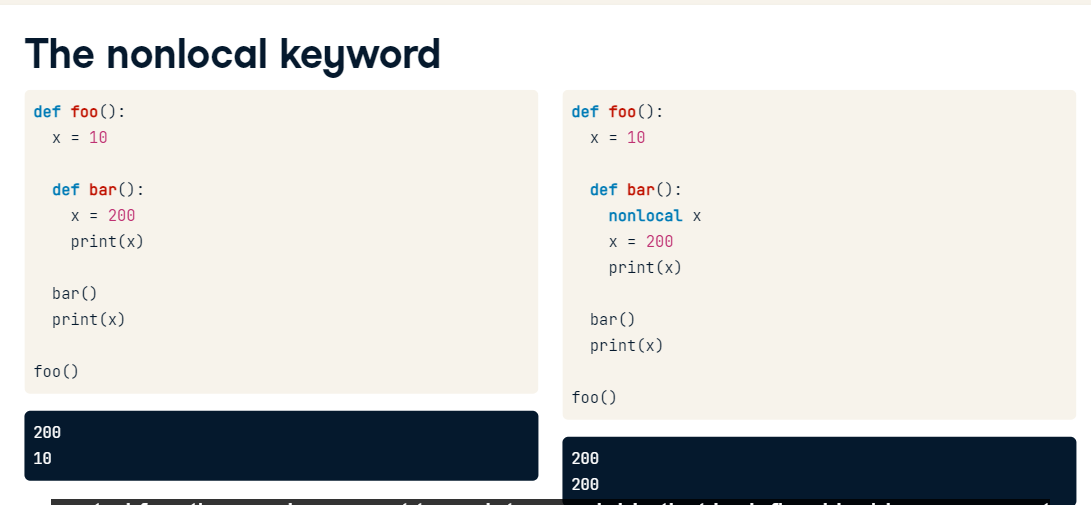 The nonlocal keyword
def foo():
  x = 10

  def bar():
    x = 200
    print(x)

  bar()
  print(x)

foo()
200
10
def foo():
  x = 10

  def bar():
    nonlocal x
    x = 200
    print(x)

  bar()
  print(x)

foo()
200
200